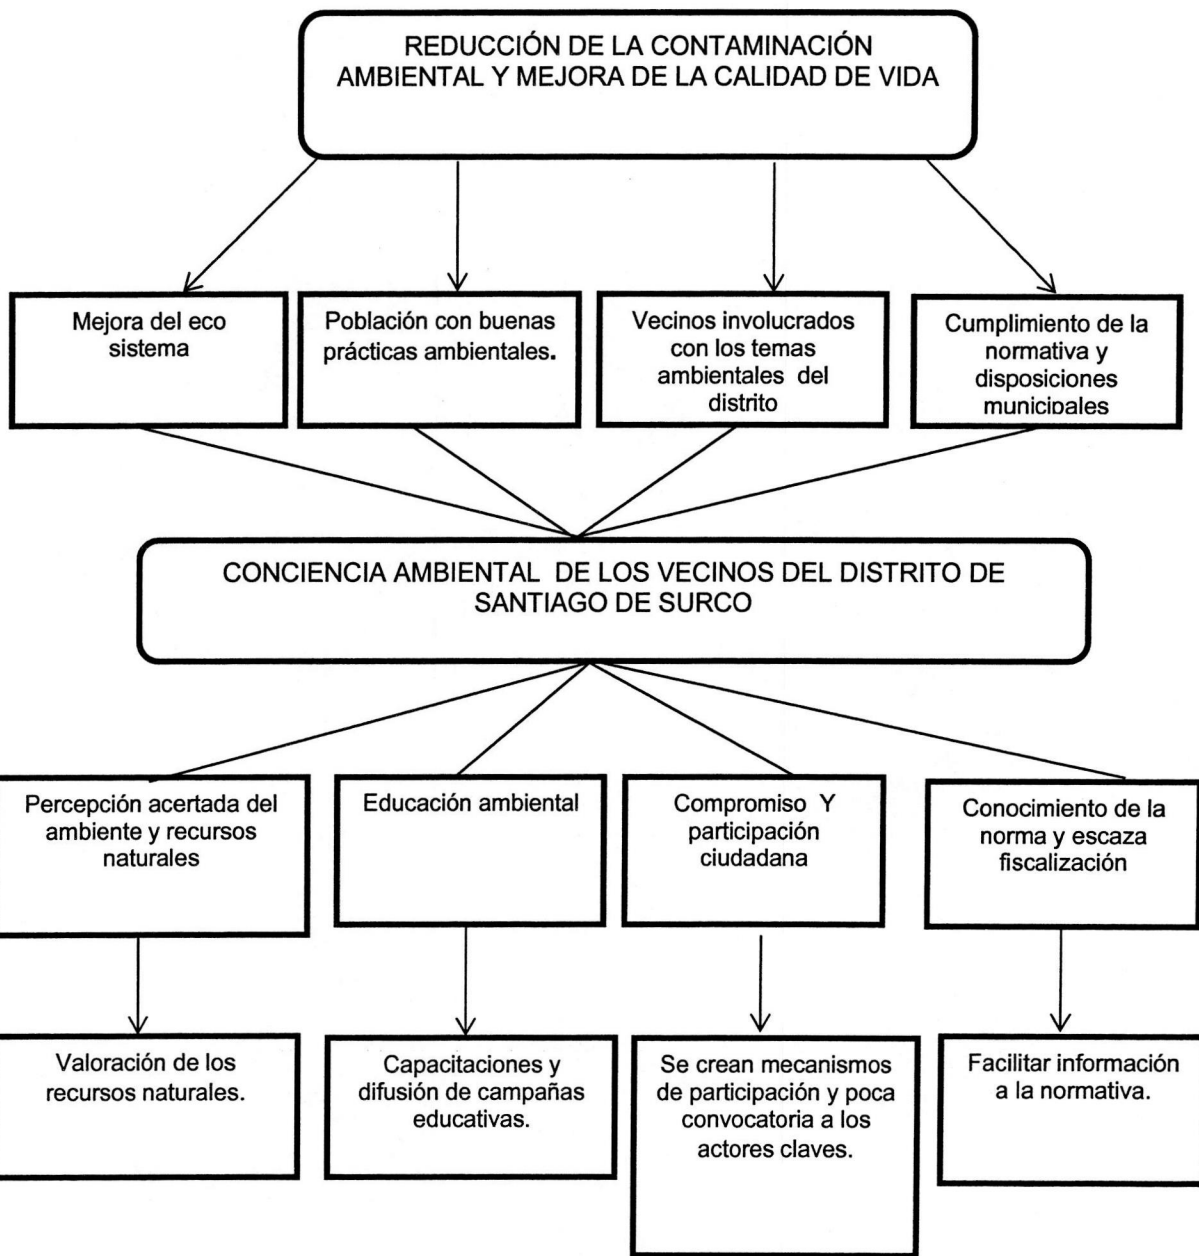 REDUCCIÓN DE LA CONTAMINACIÓN
AMBIENTAL Y MEJORA DE LA CALIDAD DE VIDA
Mejora del eco
sistema
Población con buenas
prácticas ambientales.
Vecinos involucrados
con los temas
ambientales del
distrito
Cumplimiento de la
normativa y
disposiciones
municipales
CONCIENCIA AMBIENTAL DE LOS VECINOS DEL DISTRITO DE
SANTIAGO DE SURCO
Percepción acertada del
ambiente y recursos
naturales
Educación ambiental
Compromiso Y
participación
ciudadana
Conocimiento de la
norma y escaza
fiscalización
Valoración de los
recursos naturales.
Capacitaciones y
difusión de campañas
educativas.
Se crean mecanismos
de participación y poca
convocatoria a los
actores claves.
Facilitar información
a la normativa.